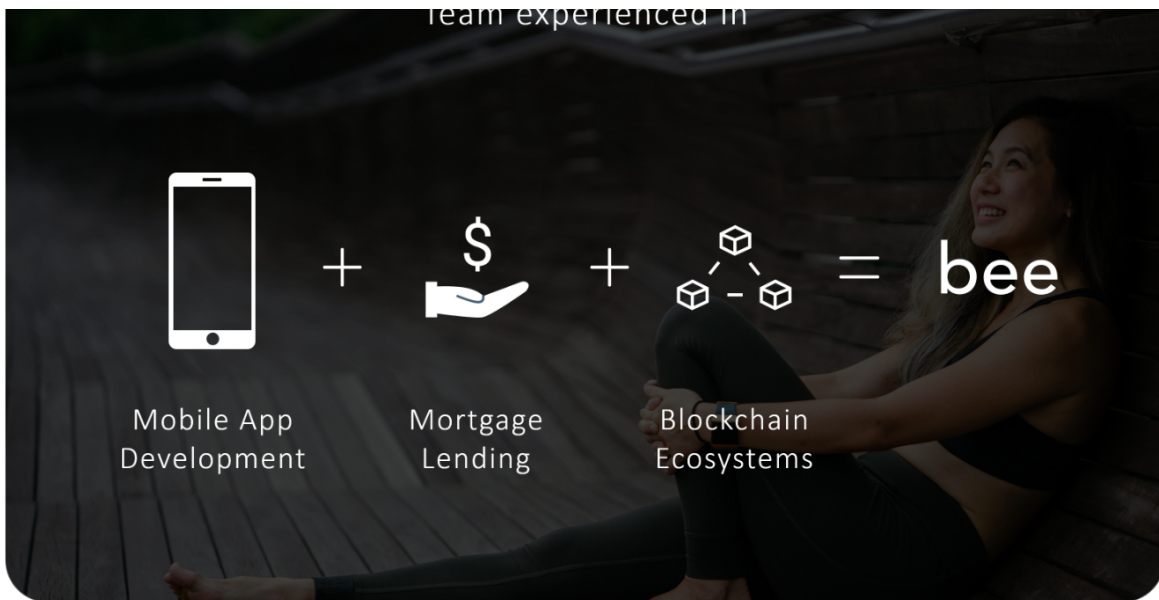 Team experienced in
$
+ + = bee
Mobile App Mortgage Blockchain
Development Lending Ecosystems